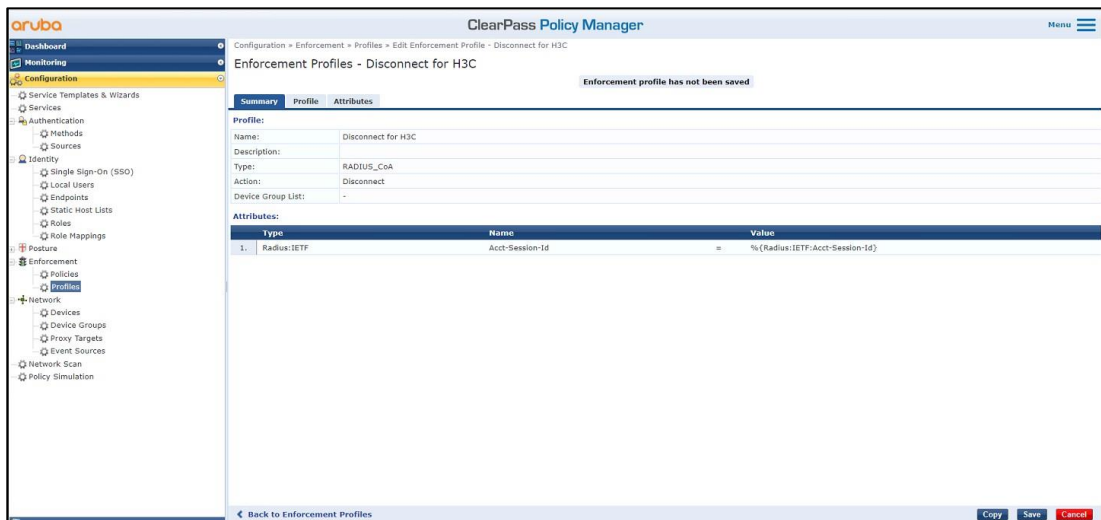 aruba
ClearPass Policy Manager
Menu
Dashboard
Monitoring
Configuration
Service Templates & Wizards
Services
Authentication
Methods
Sources
Identity
Single Sign-On (SSO)
Local Users
Endpoints
Static Host Lists
Roles
Role Mappings
Posture
Enforcement
Policies
Profiles
Network
Devices
Device Groups
Proxy Targets
Event Sources
Network Scan
Policy Simulation
Configuration » Enforcement » Profiles » Edit Enforcement Profile - Disconnect for H3C
Enforcement Profiles - Disconnect for H3C
Enforcement profile has not been saved
Summary Profile Attributes
Profile:
Name: Disconnect for H3C
Description:
Type: RADIUS_CoA
Action: Disconnect
Device Group List: -
Attributes:
Type Name Value
1. Radius:IETF Acct-Session-Id = %{Radius:IETF:Acct-Session-Id}
Back to Enforcement Profiles
Copy Save Cancel